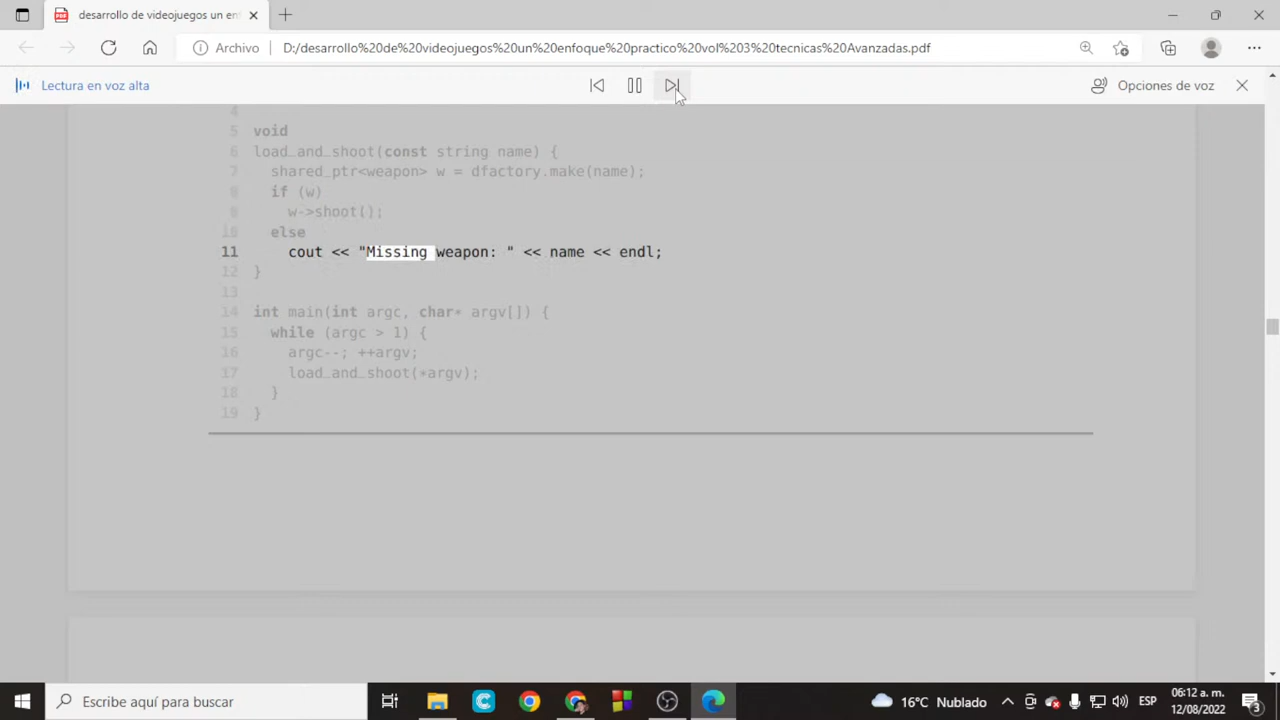 desarrollo de videojuegos un en
Archivo
D:/desarrollo%20de%20videojuegos%20un%20enfoque%20practico%20vol%203%20tecnicas%20Avanzadas.pdf
Lectura en voz alta
Opciones de voz
4
5 void
6 load_and_shoot(const string name) {
7 shared_ptr<weapon> w = dfactory.make(name);
8 if (w)
9 w->shoot();
10 else
11 cout << "Missing weapon: " << name << endl;
12 }
13
14 int main(int argc, char* argv[]) {
15 while (argc > 1) {
16 argc--; ++argv;
17 load_and_shoot(*argv);
18 }
19 }
Escribe aquí para buscar
16°C Nublado
ESP
06:12 a. m.
12/08/2022
3